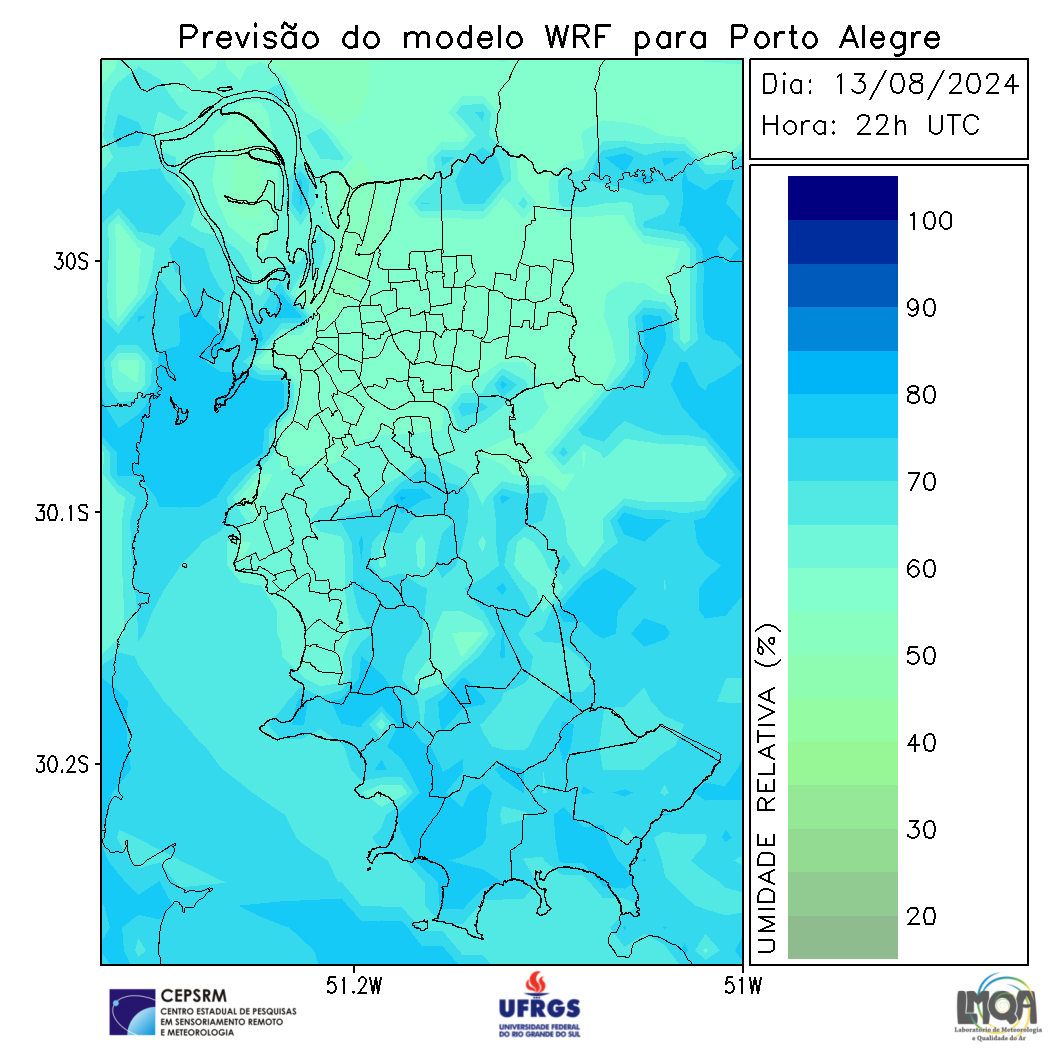 Previsão do modelo WRF para Porto Alegre
Dia: 13/08/2024
Hora: 22h UTC
100
90
80
70
60
50
40
30
20
UMIDADE RELATIVA (%)
30S
30.1S
30.2S
51.2W
51W
CEPSRM
CENTRO ESTADUAL DE PESQUISAS
EM SENSORIAMENTO REMOTO
E METEOROLOGIA
UFRGS
UNIVERSIDADE FEDERAL
DO RIO GRANDE DO SUL
LMQA
Laboratório de Meteorologia
e Qualidade do Ar